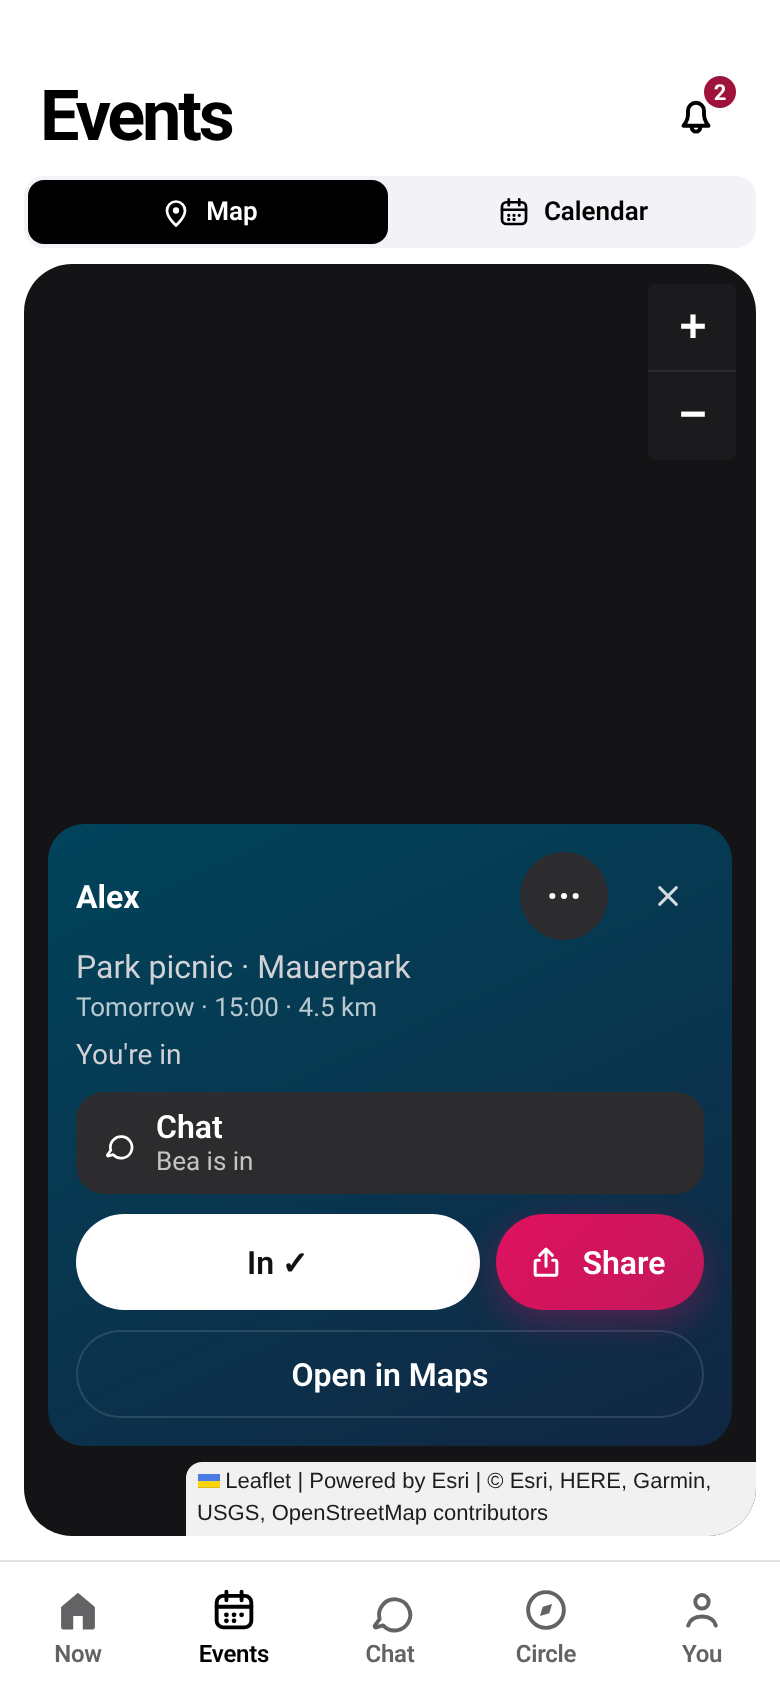 Events
2
Map
Calendar
+
−
Alex
Park picnic · Mauerpark
Tomorrow · 15:00 · 4.5 km
You're in
Chat
Bea is in
In ✓
Share
Open in Maps
Leaflet | Powered by Esri | © Esri, HERE, Garmin,
USGS, OpenStreetMap contributors
Now
Events
Chat
Circle
You